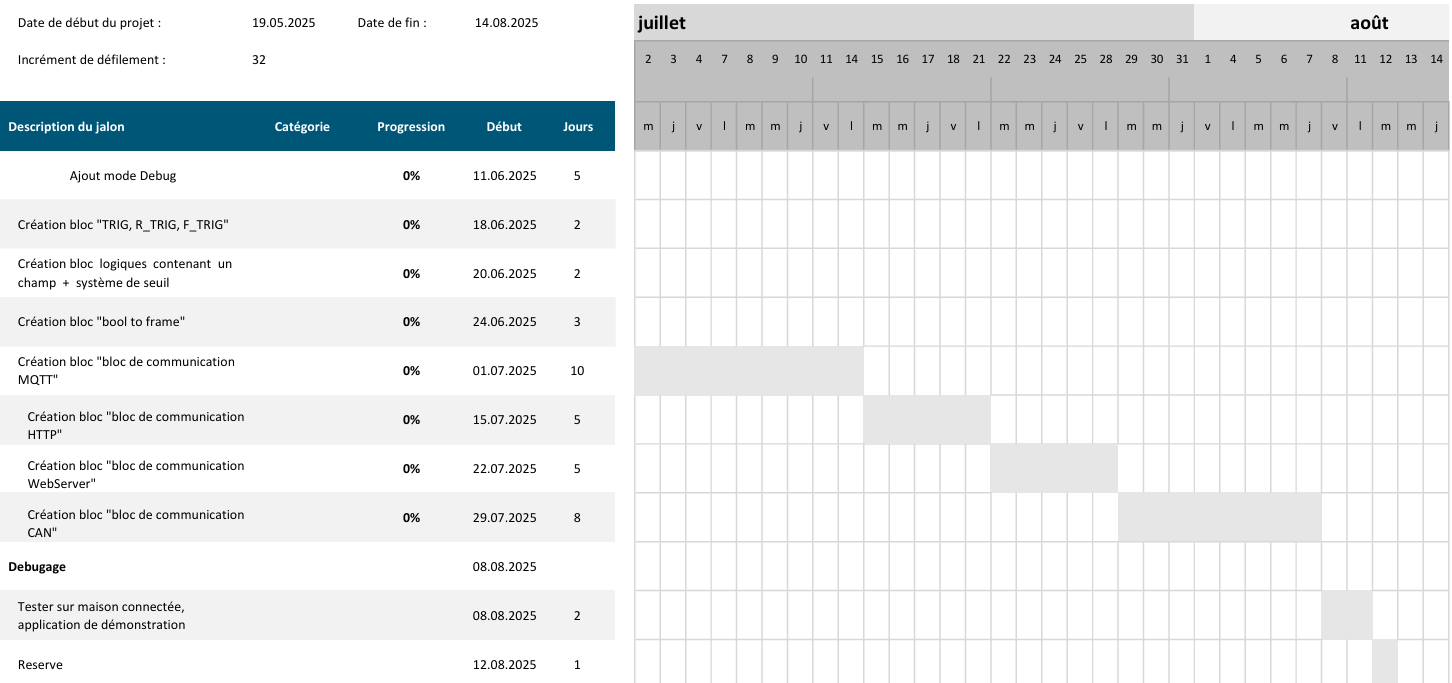 Date de début du projet : 19.05.2025 Date de fin : 14.08.2025
juillet août
Incrément de défilement : 32
2 3 4 7 8 9 10 11 14 15 16 17 18 21 22 23 24 25 28 29 30 31 1 4 5 6 7 8 11 12 13 14
Description du jalon Catégorie Progression Début Jours
m j v l m m j v l m m j v l m m j v l m m j v l m m j v l m m j
Ajout mode Debug 0% 11.06.2025 5
Création bloc "TRIG, R_TRIG, F_TRIG" 0% 18.06.2025 2
Création bloc logiques contenant un
champ + système de seuil 0% 20.06.2025 2
Création bloc "bool to frame" 0% 24.06.2025 3
Création bloc "bloc de communication
MQTT" 0% 01.07.2025 10
Création bloc "bloc de communication
HTTP" 0% 15.07.2025 5
Création bloc "bloc de communication
WebServer" 0% 22.07.2025 5
Création bloc "bloc de communication
CAN" 0% 29.07.2025 8
Debugage 08.08.2025
Tester sur maison connectée,
application de démonstration 08.08.2025 2
Reserve 12.08.2025 1